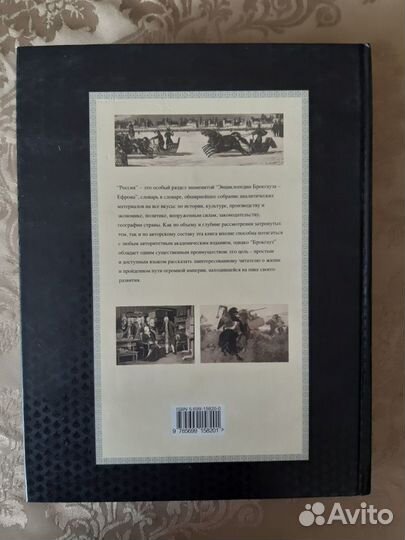 "Россия" – это особый раздел знаменитой "Энциклопедии Брокгауза –
Ефрона", словарь в словаре, обширнейшее собрание аналитических
материалов на все вкусы: по истории, культуре, производству и
экономике, политике, вооруженным силам, законодательству,
географии страны. Как по объему и глубине рассмотрения затронутых
тем, так и по авторскому составу эта книга вполне способна потягаться
с любым авторитетным академическим изданием, однако "Брокгауз"
обладает одним существенным преимуществом: его цель – простым
и доступным языком рассказать заинтересованному читателю о жизни
и пройденном пути огромной империи, находившейся на пике своего
развития.
ISBN 5-699-15820-0
9 785699 158201 >
Avito